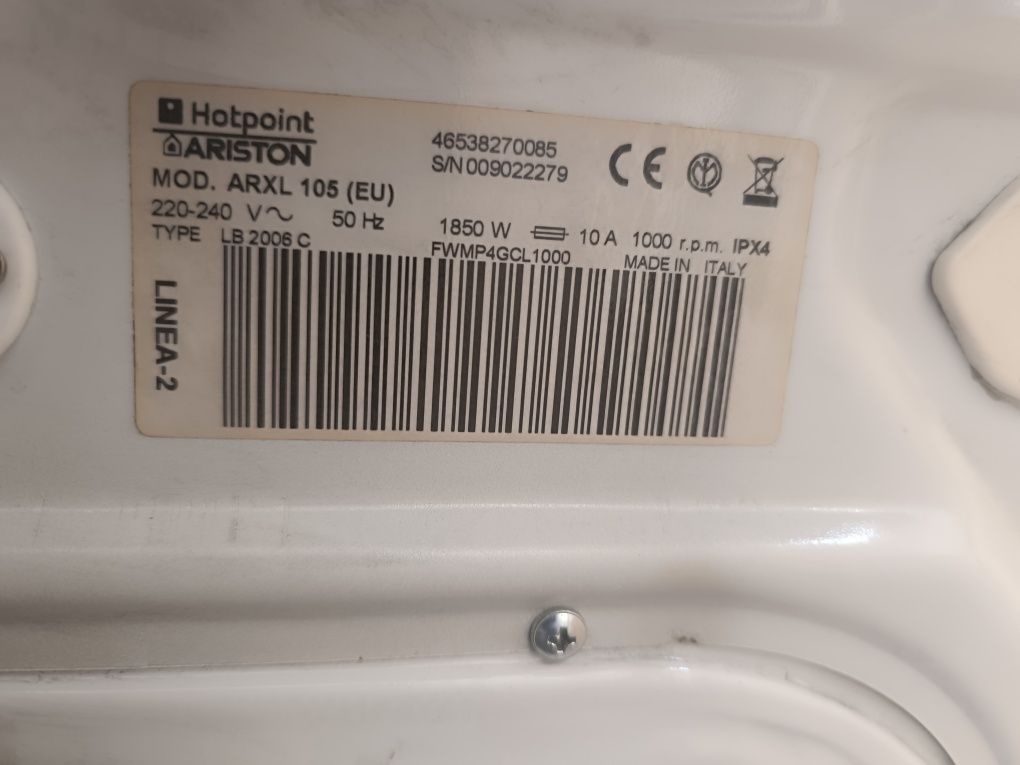 Hotpoint
ARISTON
46538270085
S/N 009022279
CE
MOD. ARXL 105 (EU)
220-240 V~ 50 Hz 1850 W 10 A 1000 r.p.m. IPX4
TYPE LB 2006 C FWMP4GCL1000 MADE IN ITALY
LINEA-2